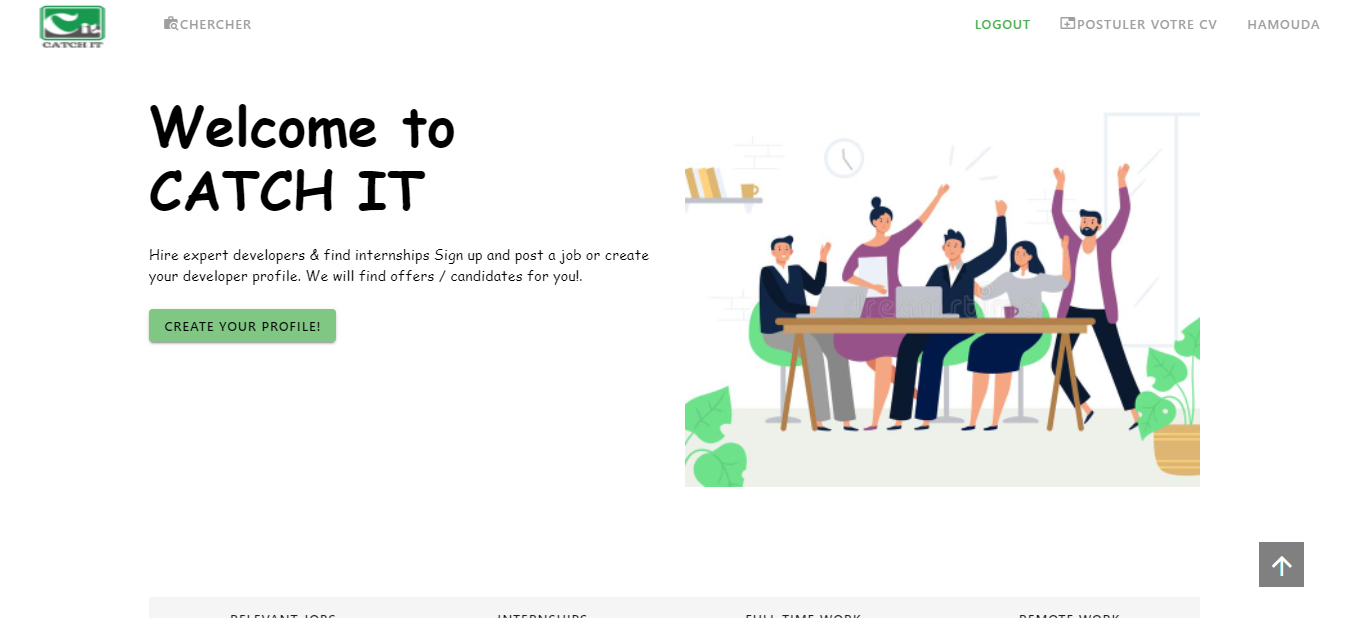 Cit
CATCH IT
CHERCHER
LOGOUT
POSTULER VOTRE CV
HAMOUDA
Welcome to
CATCH IT
Hire expert developers & find internships Sign up and post a job or create
your developer profile. We will find offers / candidates for you!.
CREATE YOUR PROFILE!
RELEVANT JOBS
INTERNSHIPS
FULL-TIME WORK
REMOTE WORK